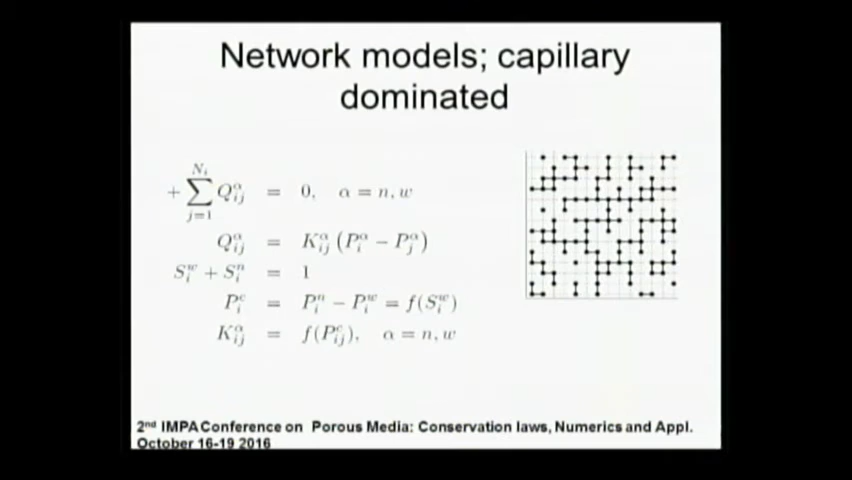 Network models; capillary
dominated
+ \sum_{j=1}^{N_i} Q_{ij}^α = 0, α = n, w
Q_{ij}^α = K_{ij}^α (P_i^α − P_j^α)
S_i^w + S_i^n = 1
P_i^c = P_i^n − P_i^w = f(S_i^w)
K_{ij}^α = f(P_{ij}^c), α = n, w
2nd IMPA Conference on Porous Media: Conservation laws, Numerics and Appl.
October 16-19 2016